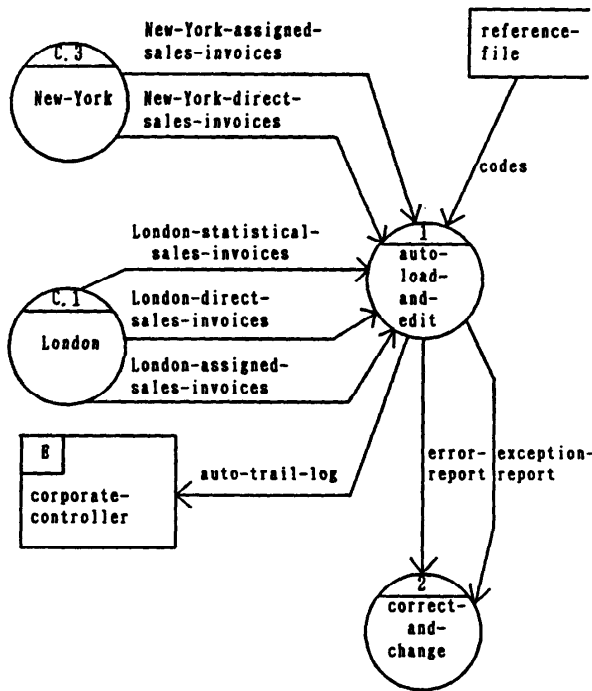 New-York-assigned-
sales-invoices
C.3
New-York
New-York-direct-
sales-invoices
reference-
file
codes
London-statistical-
sales-invoices
C.1
London
London-direct-
sales-invoices
London-assigned-
sales-invoices
1
auto-
load-
and-
edit
E
corporate-
controller
auto-trail-log
error-
report
exception-
report
2
correct-
and-
change